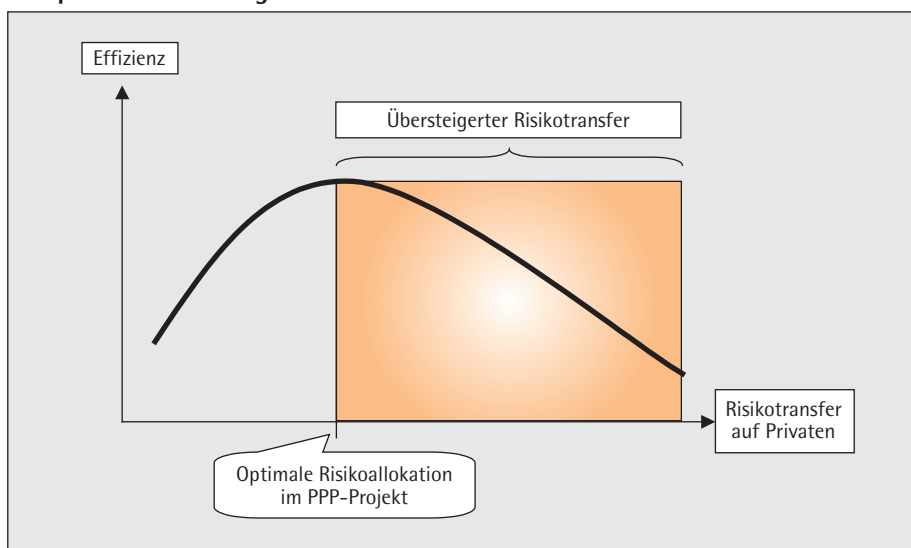 Effizienz
Übersteigerter Risikotransfer
Risikotransfer
auf Privaten
Optimale Risikoallokation
im PPP-Projekt